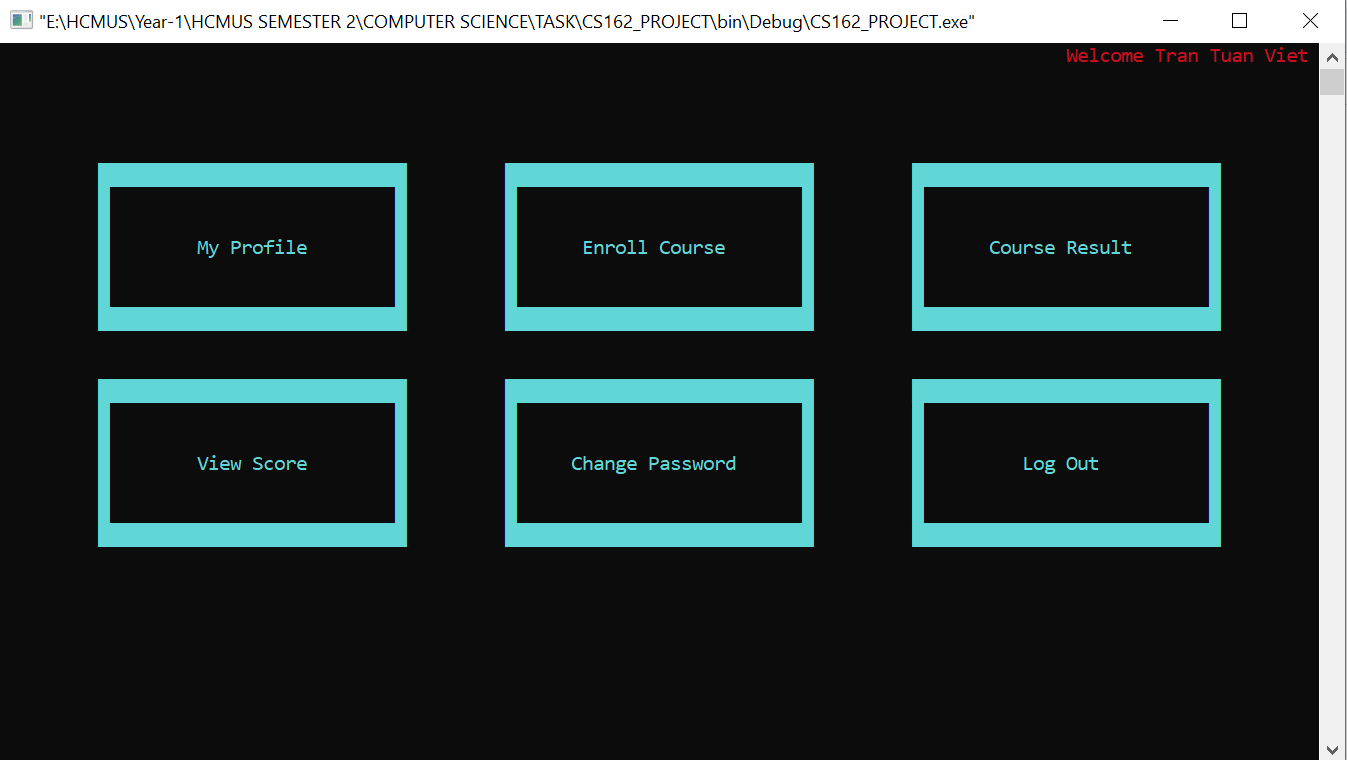 "E:\HCMUS\Year-1\HCMUS SEMESTER 2\COMPUTER SCIENCE\TASK\CS162_PROJECT\bin\Debug\CS162_PROJECT.exe"
Welcome Tran Tuan Viet
My Profile
Enroll Course
Course Result
View Score
Change Password
Log Out